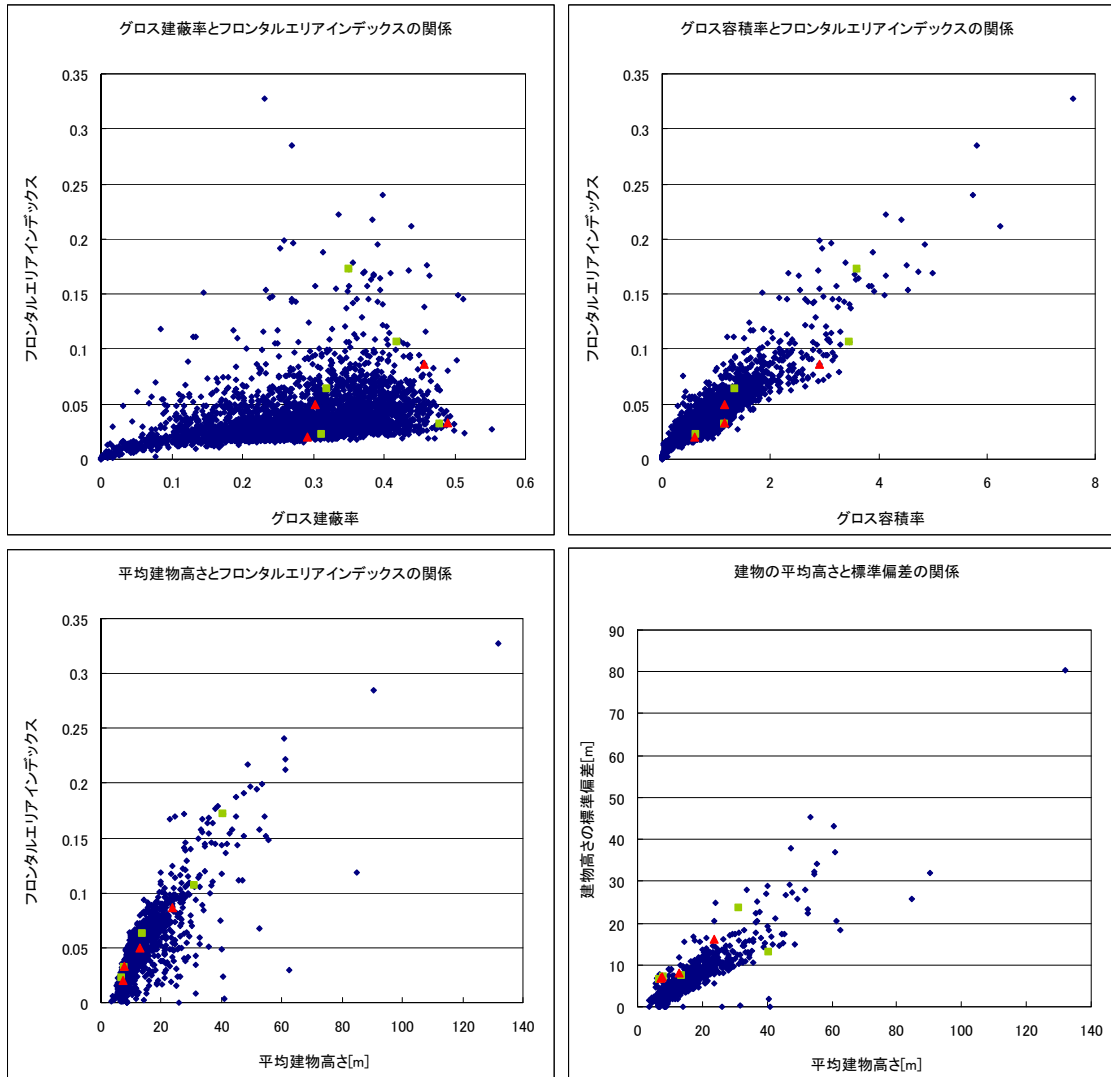 グロス建蔽率とフロンタルエリアインデックスの関係
0.35
0.3
0.25
0.2
0.15
0.1
0.05
0
フロンタルエリアインデックス
0 0.1 0.2 0.3 0.4 0.5 0.6
グロス建蔽率
グロス容積率とフロンタルエリアインデックスの関係
0.35
0.3
0.25
0.2
0.15
0.1
0.05
0
フロンタルエリアインデックス
0 2 4 6 8
グロス容積率
平均建物高さとフロンタルエリアインデックスの関係
0.35
0.3
0.25
0.2
0.15
0.1
0.05
0
フロンタルエリアインデックス
0 20 40 60 80 100 120 140
平均建物高さ[m]
建物の平均高さと標準偏差の関係
90
80
70
60
50
40
30
20
10
0
建物高さの標準偏差[m]
0 20 40 60 80 100 120 140
平均建物高さ[m]